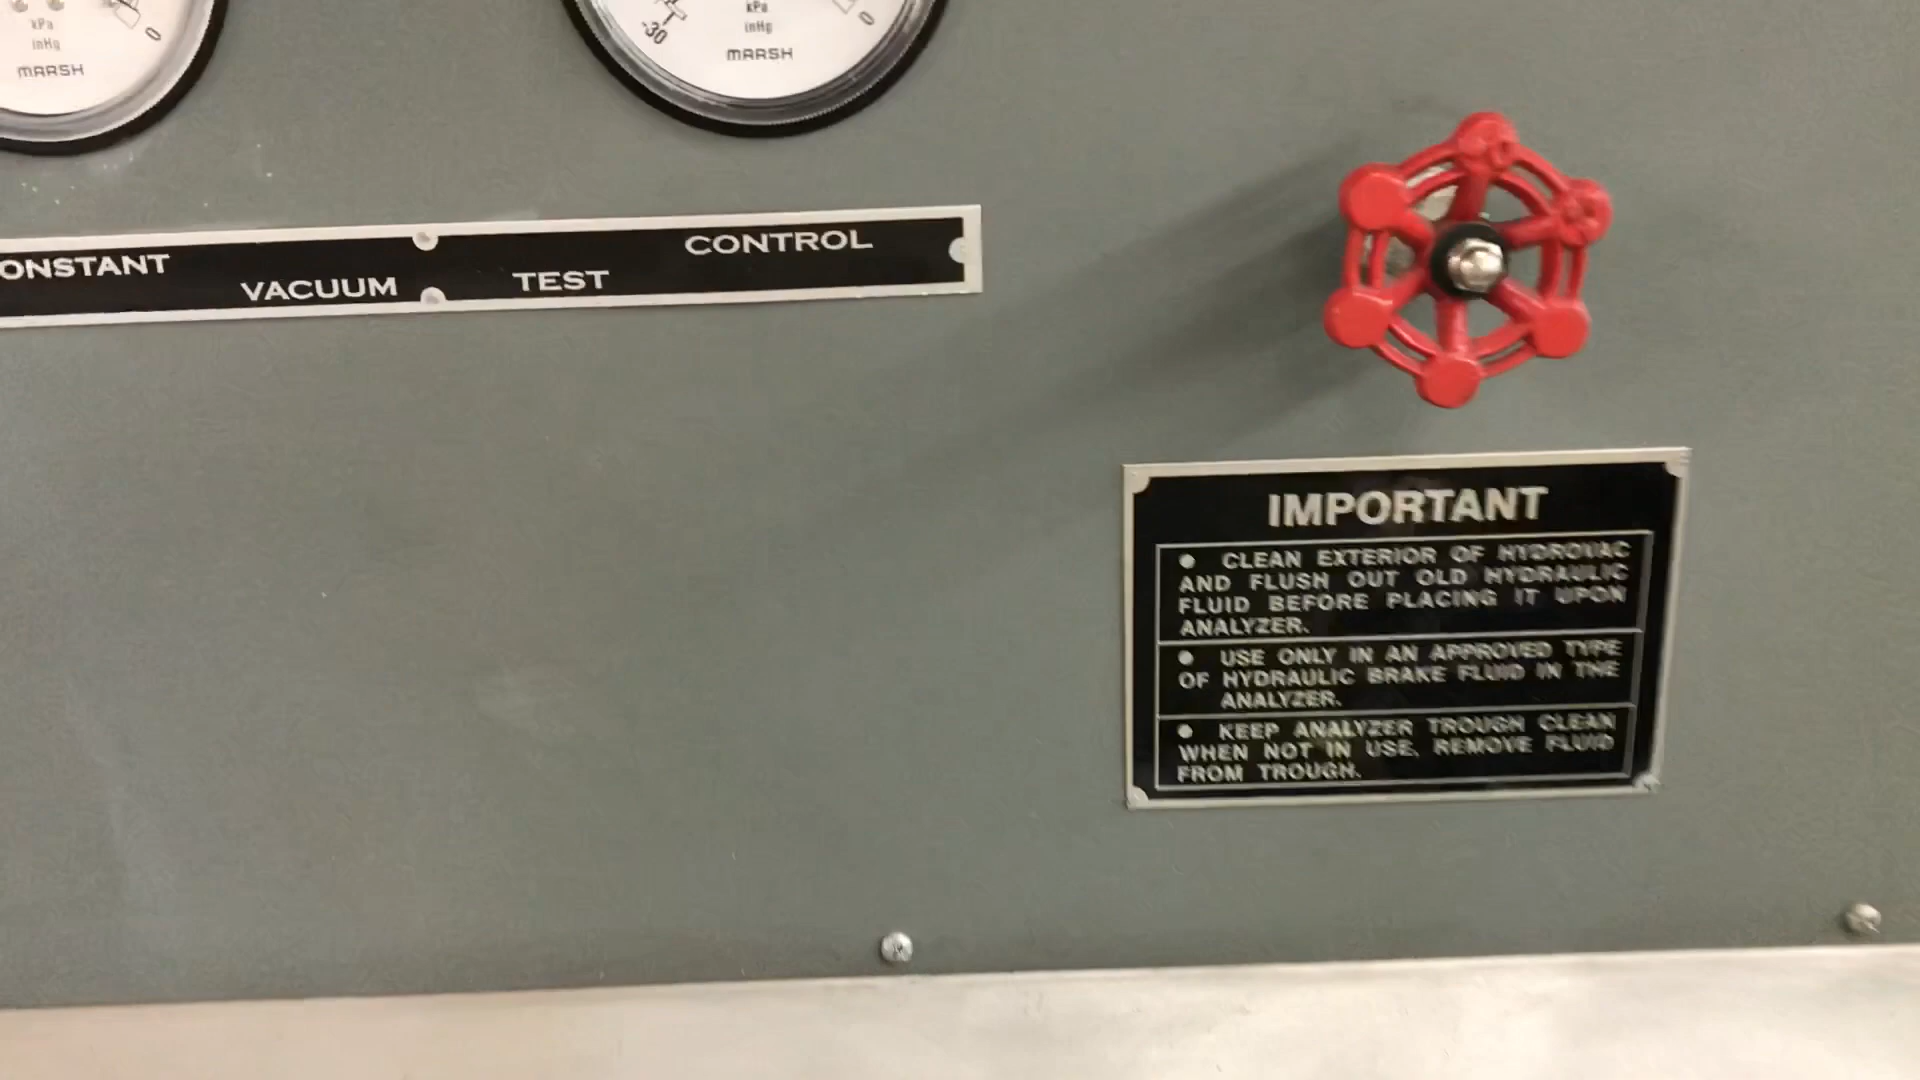 kPa
inHg
MARSH
0
-30
kPa
inHg
MARSH
0
ONSTANT
VACUUM
TEST
CONTROL
IMPORTANT
● CLEAN EXTERIOR OF HYDROVAC
AND FLUSH OUT OLD HYDRAULIC
FLUID BEFORE PLACING IT UPON
ANALYZER.
● USE ONLY IN AN APPROVED TYPE
OF HYDRAULIC BRAKE FLUID IN THE
ANALYZER.
● KEEP ANALYZER TROUGH CLEAN
WHEN NOT IN USE, REMOVE FLUID
FROM TROUGH.